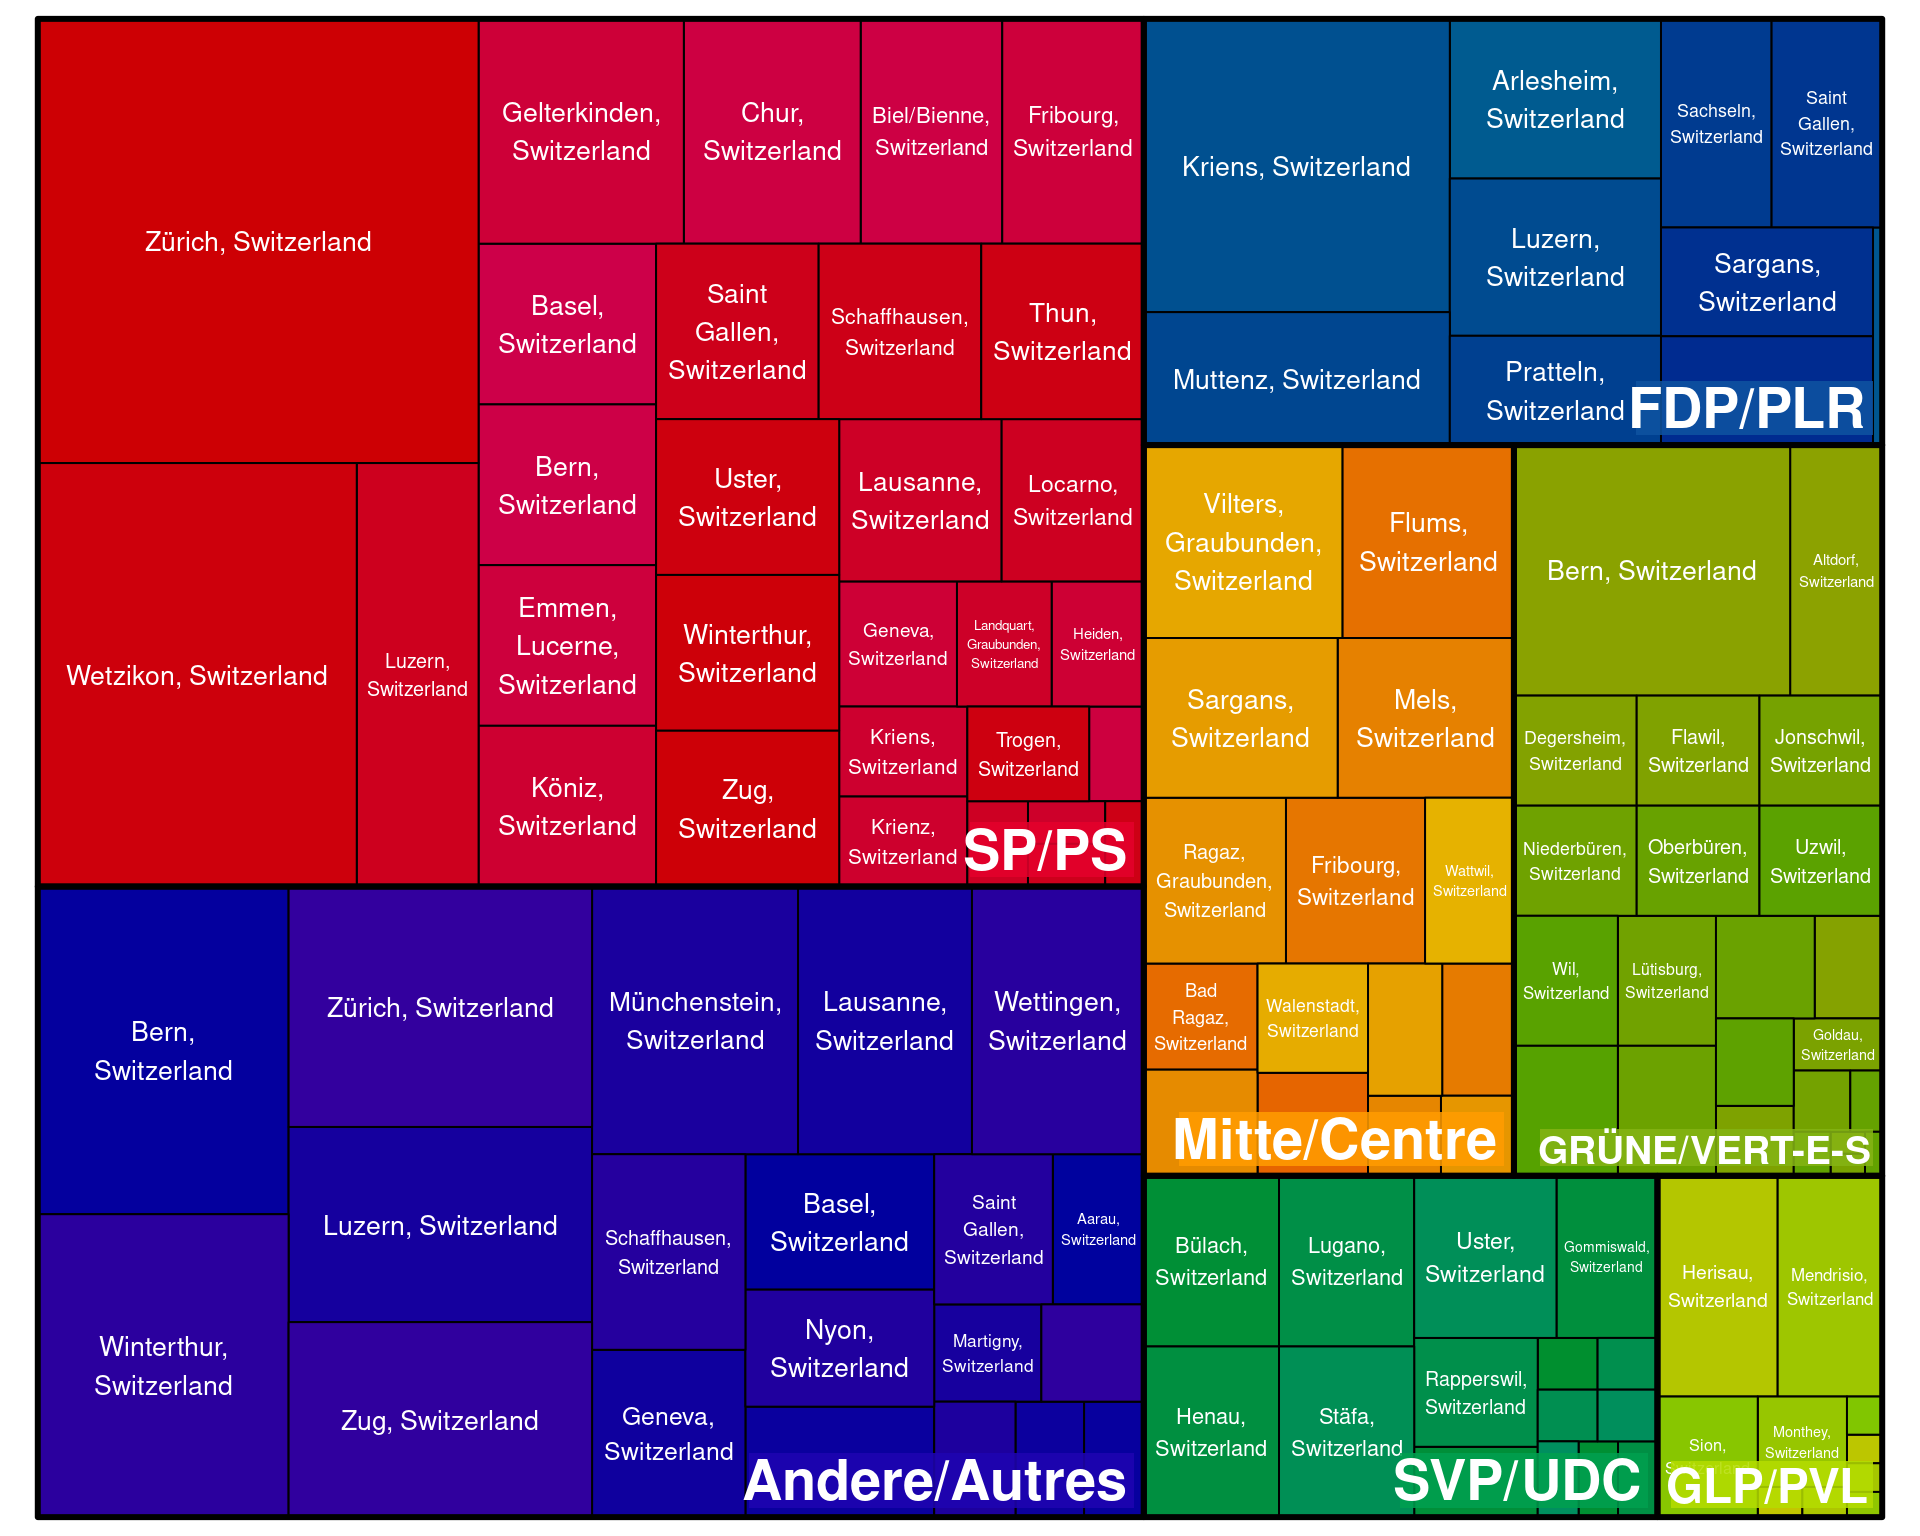 Zürich, Switzerland
Wetzikon, Switzerland
Luzern,
Switzerland
Gelterkinden,
Switzerland
Chur,
Switzerland
Biel/Bienne,
Switzerland
Fribourg,
Switzerland
Basel,
Switzerland
Bern,
Switzerland
Emmen,
Lucerne,
Switzerland
Köniz,
Switzerland
Saint
Gallen,
Switzerland
Schaffhausen,
Switzerland
Thun,
Switzerland
Uster,
Switzerland
Winterthur,
Switzerland
Zug,
Switzerland
Lausanne,
Switzerland
Locarno,
Switzerland
Geneva,
Switzerland
Landquart,
Graubunden,
Switzerland
Heiden,
Switzerland
Kriens,
Switzerland
Krienz,
Switzerland
Trogen,
Switzerland
SP/PS
Bern,
Switzerland
Winterthur,
Switzerland
Zürich, Switzerland
Luzern, Switzerland
Zug, Switzerland
Münchenstein,
Switzerland
Lausanne,
Switzerland
Wettingen,
Switzerland
Schaffhausen,
Switzerland
Geneva,
Switzerland
Basel,
Switzerland
Nyon,
Switzerland
Saint
Gallen,
Switzerland
Aarau,
Switzerland
Martigny,
Switzerland
Andere/Autres
Kriens, Switzerland
Muttenz, Switzerland
Arlesheim,
Switzerland
Luzern,
Switzerland
Pratteln,
Switzerland
Sachseln,
Switzerland
Saint
Gallen,
Switzerland
Sargans,
Switzerland
FDP/PLR
Vilters,
Graubunden,
Switzerland
Flums,
Switzerland
Sargans,
Switzerland
Mels,
Switzerland
Ragaz,
Graubunden,
Switzerland
Fribourg,
Switzerland
Wattwil,
Switzerland
Bad
Ragaz,
Switzerland
Walenstadt,
Switzerland
Mitte/Centre
Bern, Switzerland
Altdorf,
Switzerland
Degersheim,
Switzerland
Flawil,
Switzerland
Jonschwil,
Switzerland
Niederbüren,
Switzerland
Oberbüren,
Switzerland
Uzwil,
Switzerland
Wil,
Switzerland
Lütisburg,
Switzerland
Goldau,
Switzerland
GRÜNE/VERT-E-S
Bülach,
Switzerland
Lugano,
Switzerland
Uster,
Switzerland
Gommiswald,
Switzerland
Henau,
Switzerland
Stäfa,
Switzerland
Rapperswil,
Switzerland
SVP/UDC
Herisau,
Switzerland
Mendrisio,
Switzerland
Sion,
Switzerland
Monthey,
Switzerland
GLP/PVL